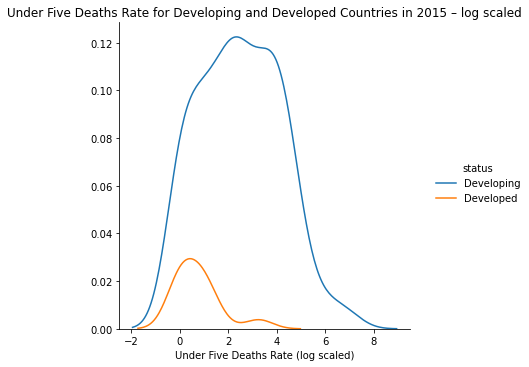 Under Five Deaths Rate for Developing and Developed Countries in 2015 – log scaled
0.12
0.10
0.08
0.06
0.04
0.02
0.00
−2 0 2 4 6 8
Under Five Deaths Rate (log scaled)
status
Developing
Developed